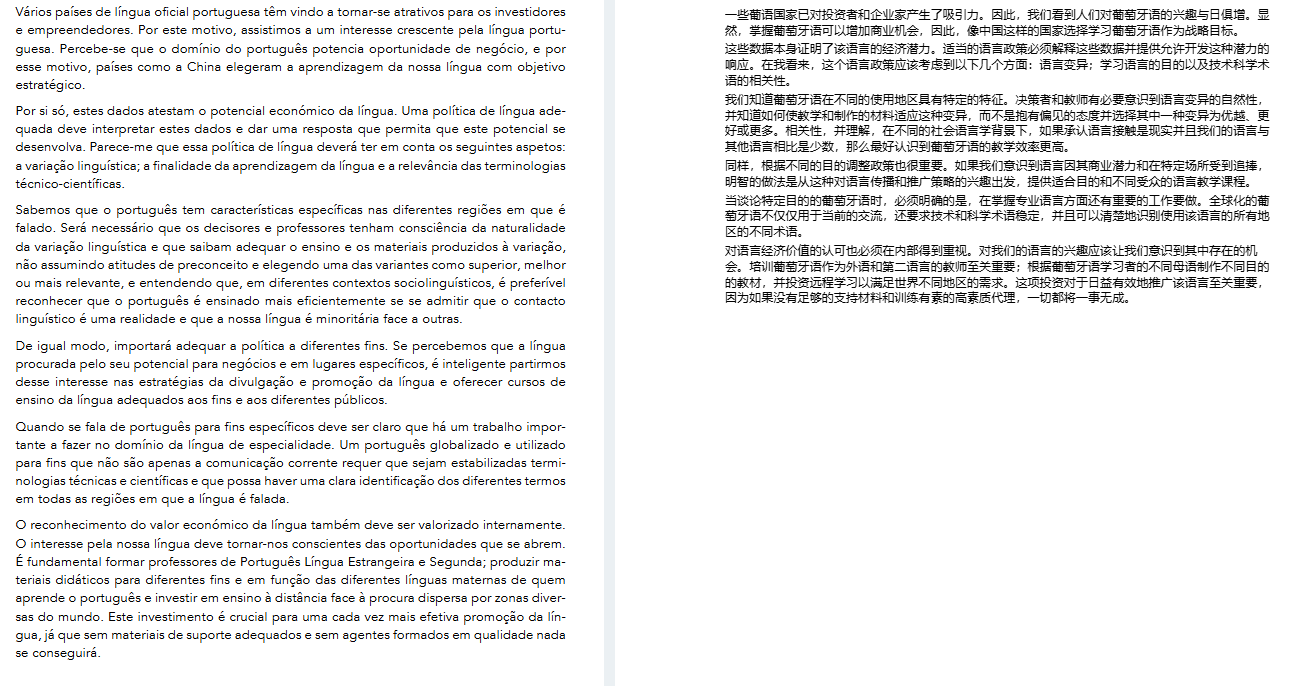 Vários países de língua oficial portuguesa têm vindo a tornar-se atrativos para os investidores
e empreendedores. Por este motivo, assistimos a um interesse crescente pela língua portu-
guesa. Percebe-se que o domínio do português potencia oportunidade de negócio, e por
esse motivo, países como a China elegeram a aprendizagem da nossa língua com objetivo
estratégico.
Por si só, estes dados atestam o potencial económico da língua. Uma política de língua ade-
quada deve interpretar estes dados e dar uma resposta que permita que este potencial se
desenvolva. Parece-me que essa política de língua deverá ter em conta os seguintes aspetos:
a variação linguística; a finalidade da aprendizagem da língua e a relevância das terminologias
técnico-científicas.
Sabemos que o português tem características específicas nas diferentes regiões em que é
falado. Será necessário que os decisores e professores tenham consciência da naturalidade
da variação linguística e que saibam adequar o ensino e os materiais produzidos à variação,
não assumindo atitudes de preconceito e elegendo uma das variantes como superior, melhor
ou mais relevante, e entendendo que, em diferentes contextos sociolinguísticos, é preferível
reconhecer que o português é ensinado mais eficientemente se se admitir que o contacto
linguístico é uma realidade e que a nossa língua é minoritária face a outras.
De igual modo, importará adequar a política a diferentes fins. Se percebemos que a língua
procurada pelo seu potencial para negócios e em lugares específicos, é inteligente partirmos
desse interesse nas estratégias da divulgação e promoção da língua e oferecer cursos de
ensino da língua adequados aos fins e aos diferentes públicos.
Quando se fala de português para fins específicos deve ser claro que há um trabalho impor-
tante a fazer no domínio da língua de especialidade. Um português globalizado e utilizado
para fins que não são apenas a comunicação corrente requer que sejam estabilizadas termi-
nologias técnicas e científicas e que possa haver uma clara identificação dos diferentes termos
em todas as regiões em que a língua é falada.
O reconhecimento do valor económico da língua também deve ser valorizado internamente.
O interesse pela nossa língua deve tornar-nos conscientes das oportunidades que se abrem.
É fundamental formar professores de Português Língua Estrangeira e Segunda; produzir ma-
teriais didáticos para diferentes fins e em função das diferentes línguas maternas de quem
aprende o português e investir em ensino à distância face à procura dispersa por zonas diver-
sas do mundo. Este investimento é crucial para uma cada vez mais efetiva promoção da lín-
gua, já que sem materiais de suporte adequados e sem agentes formados em qualidade nada
se conseguirá.
一些葡语国家已对投资者和企业家产生了吸引力。因此，我们看到人们对葡萄牙语的兴趣与日俱增。显
然，掌握葡萄牙语可以增加商业机会，因此，像中国这样的国家选择学习葡萄牙语作为战略目标。
这些数据本身证明了该语言的经济潜力。适当的语言政策必须解释这些数据并提供允许开发这种潜力的
响应。在我看来，这个语言政策应该考虑到以下几个方面：语言变异；学习语言的目的以及技术科学术
语的相关性。
我们知道葡萄牙语在不同的使用地区具有特定的特征。决策者和教师有必要意识到语言变异的自然性，
并知道如何使教学和制作的材料适应这种变异，而不是抱有偏见的态度并选择其中一种变异为优越、更
好或更多。相关性，并理解，在不同的社会语言学背景下，如果承认语言接触是现实并且我们的语言与
其他语言相比是少数，那么最好认识到葡萄牙语的教学效率更高。
同样，根据不同的目的调整政策也很重要。如果我们意识到语言因其商业潜力和在特定场所受到追捧，
明智的做法是从这种对语言传播和推广策略的兴趣出发，提供适合目的和不同受众的语言教学课程。
当谈论特定目的的葡萄牙语时，必须明确的是，在掌握专业语言方面还有重要的工作要做。全球化的葡
萄牙语不仅仅用于当前的交流，还要求技术和科学术语稳定，并且可以清楚地识别使用该语言的所有地
区的不同术语。
对语言经济价值的认可也必须在内部得到重视。对我们的语言的兴趣应该让我们意识到其中存在的机
会。培训葡萄牙语作为外语和第二语言的教师至关重要；根据葡萄牙语学习者的不同母语制作不同目的
的教材，并投资远程学习以满足世界不同地区的需求。这项投资对于日益有效地推广该语言至关重要，
因为如果没有足够的支持材料和训练有素的高素质代理，一切都将一事无成。